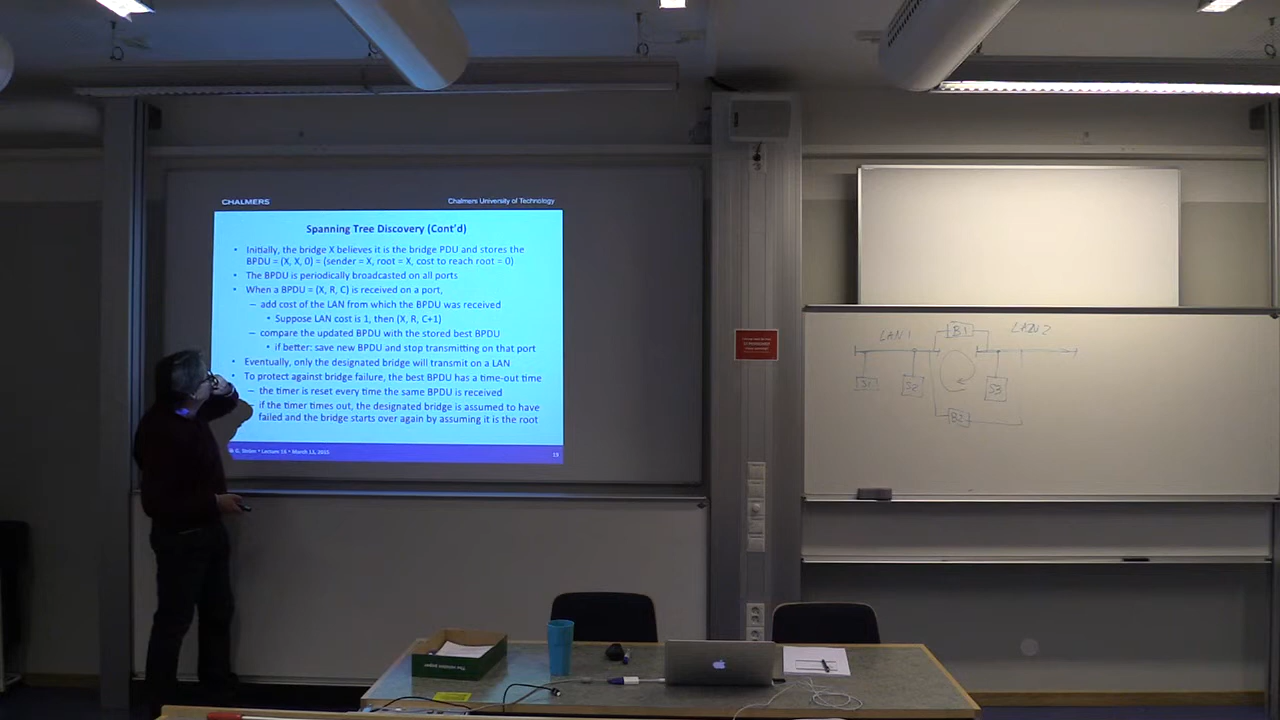 CHALMERS
Chalmers University of Technology
Spanning Tree Discovery (Cont'd)
• Initially, the bridge X believes it is the bridge PDU and stores the
BPDU = (X, X, 0) = (sender = X, root = X, cost to reach root = 0)
• The BPDU is periodically broadcasted on all ports
• When a BPDU = (X, R, C) is received on a port,
– add cost of the LAN from which the BPDU was received
• Suppose LAN cost is 1, then (X, R, C+1)
– compare the updated BPDU with the stored best BPDU
• if better: save new BPDU and stop transmitting on that port
Eventually, only the designated bridge will transmit on a LAN
• To protect against bridge failure, the best BPDU has a time-out time
– the timer is reset every time the same BPDU is received
– if the timer times out, the designated bridge is assumed to have
failed and the bridge starts over again by assuming it is the root
G. Ström • Lecture 16 • March 11, 2015
19
LAN 1
B1
LAN 2
S1
S2
S3
B2